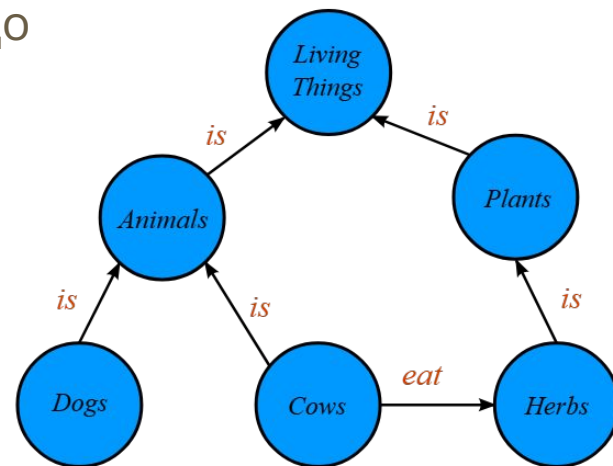 Living
Things
is
is
Animals
Plants
is
is
is
eat
Dogs
Cows
Herbs